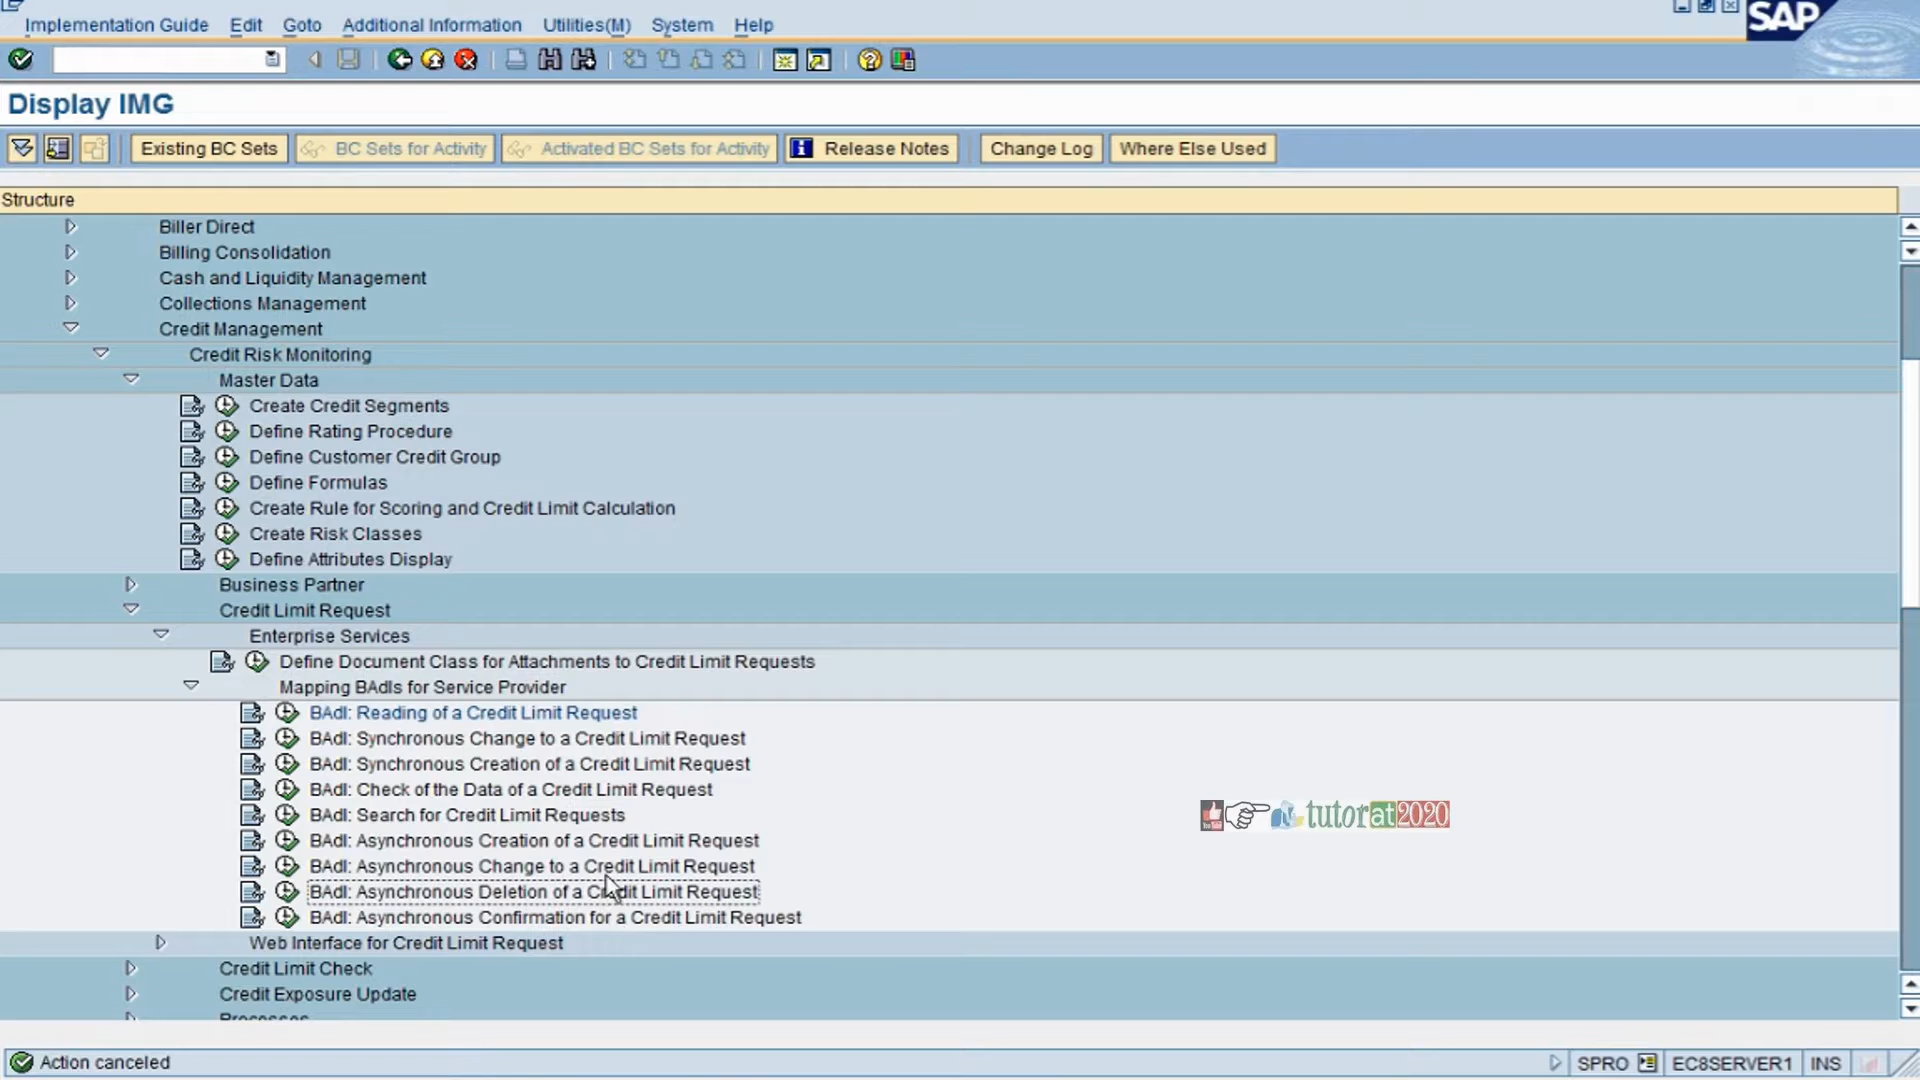 Implementation Guide Edit Goto Additional Information Utilities(M) System Help
SAP
Display IMG
Existing BC Sets BC Sets for Activity Activated BC Sets for Activity Release Notes Change Log Where Else Used
Structure
Biller Direct
Billing Consolidation
Cash and Liquidity Management
Collections Management
Credit Management
Credit Risk Monitoring
Master Data
Create Credit Segments
Define Rating Procedure
Define Customer Credit Group
Define Formulas
Create Rule for Scoring and Credit Limit Calculation
Create Risk Classes
Define Attributes Display
Business Partner
Credit Limit Request
Enterprise Services
Define Document Class for Attachments to Credit Limit Requests
Mapping BAdIs for Service Provider
BAdI: Reading of a Credit Limit Request
BAdI: Synchronous Change to a Credit Limit Request
BAdI: Synchronous Creation of a Credit Limit Request
BAdI: Check of the Data of a Credit Limit Request
BAdI: Search for Credit Limit Requests
BAdI: Asynchronous Creation of a Credit Limit Request
BAdI: Asynchronous Change to a Credit Limit Request
BAdI: Asynchronous Deletion of a Credit Limit Request
BAdI: Asynchronous Confirmation for a Credit Limit Request
Web Interface for Credit Limit Request
Credit Limit Check
Credit Exposure Update
Processes
tutorat2020
Action canceled
SPRO EC8SERVER1 INS